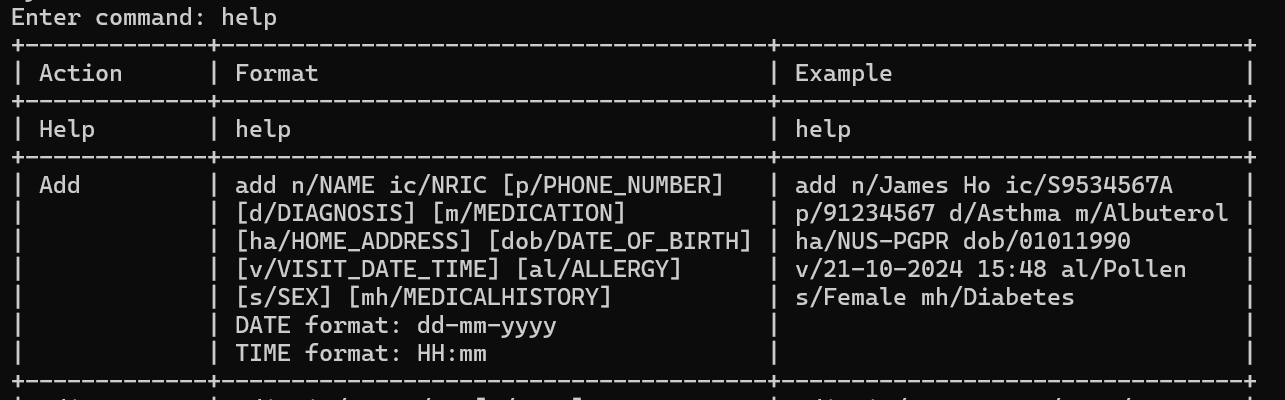 Enter command: help
+-------------+---------------------------------------+---------------------------------+
| Action      | Format                                | Example                         |
+-------------+---------------------------------------+---------------------------------+
| Help        | help                                  | help                            |
+-------------+---------------------------------------+---------------------------------+
| Add         | add n/NAME ic/NRIC [p/PHONE_NUMBER]   | add n/James Ho ic/S9534567A     |
|             | [d/DIAGNOSIS] [m/MEDICATION]          | p/91234567 d/Asthma m/Albuterol |
|             | [ha/HOME_ADDRESS] [dob/DATE_OF_BIRTH] | ha/NUS-PGPR dob/01011990        |
|             | [v/VISIT_DATE_TIME] [al/ALLERGY]      | v/21-10-2024 15:48 al/Pollen    |
|             | [s/SEX] [mh/MEDICALHISTORY]           | s/Female mh/Diabetes            |
|             | DATE format: dd-mm-yyyy               |                                 |
|             | TIME format: HH:mm                    |                                 |
+-------------+---------------------------------------+---------------------------------+